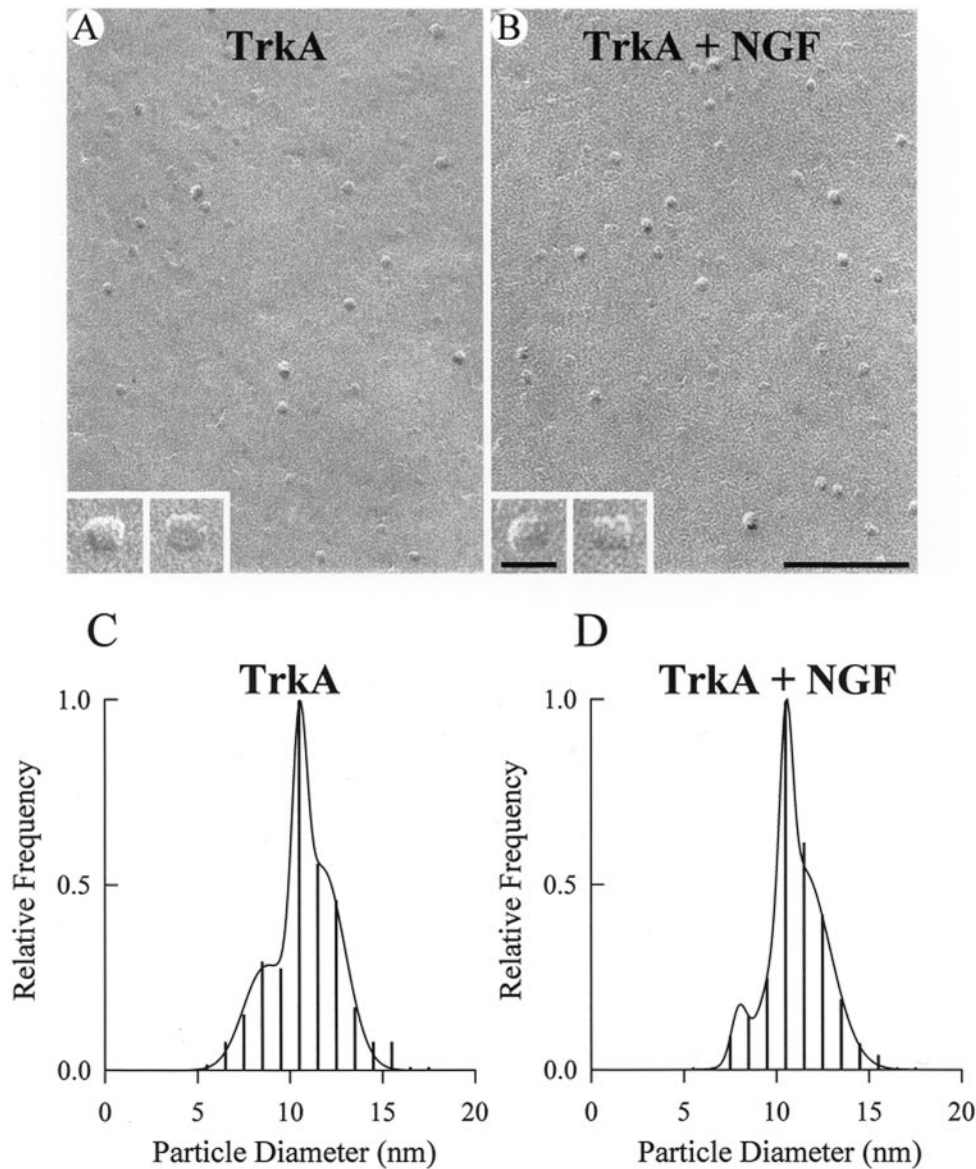 A
TrkA
B
TrkA + NGF
C
TrkA
Relative Frequency
1.0
0.5
0.0
0
5
10
15
20
Particle Diameter (nm)
D
TrkA + NGF
Relative Frequency
1.0
0.5
0.0
0
5
10
15
20
Particle Diameter (nm)